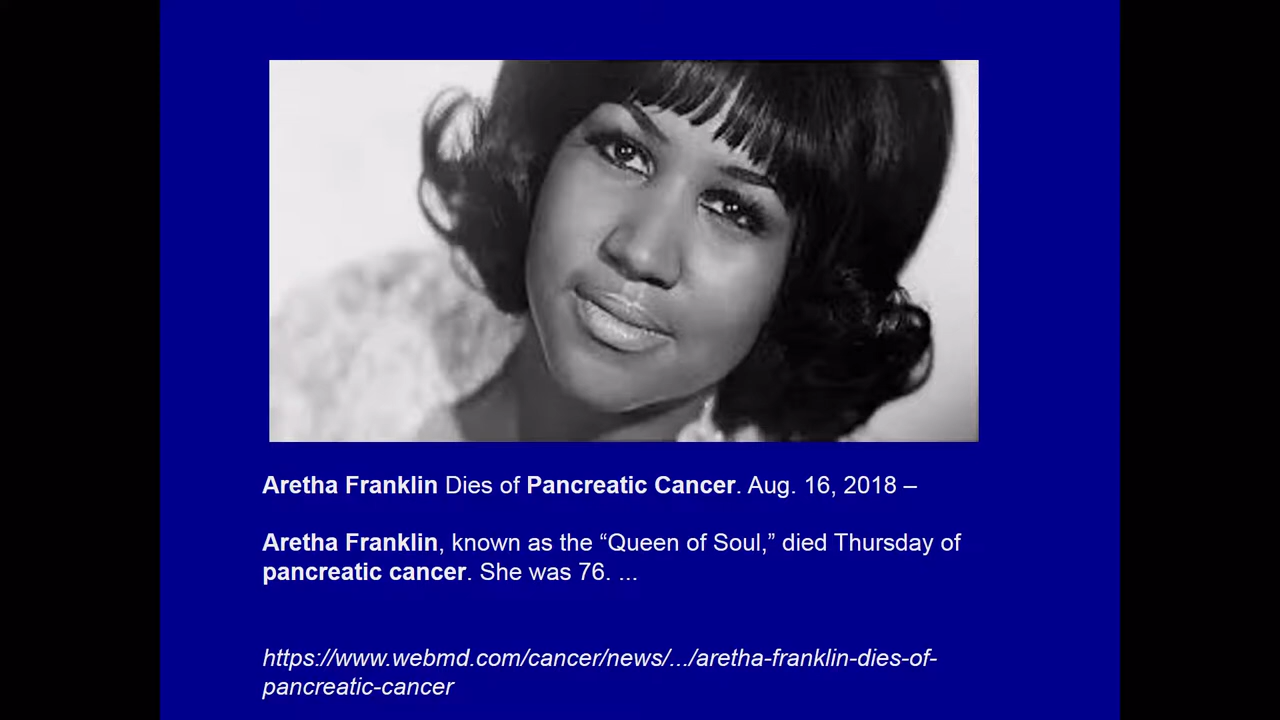 Aretha Franklin Dies of Pancreatic Cancer. Aug. 16, 2018 –
Aretha Franklin, known as the “Queen of Soul,” died Thursday of
pancreatic cancer. She was 76. ...
https://www.webmd.com/cancer/news/.../aretha-franklin-dies-of-
pancreatic-cancer